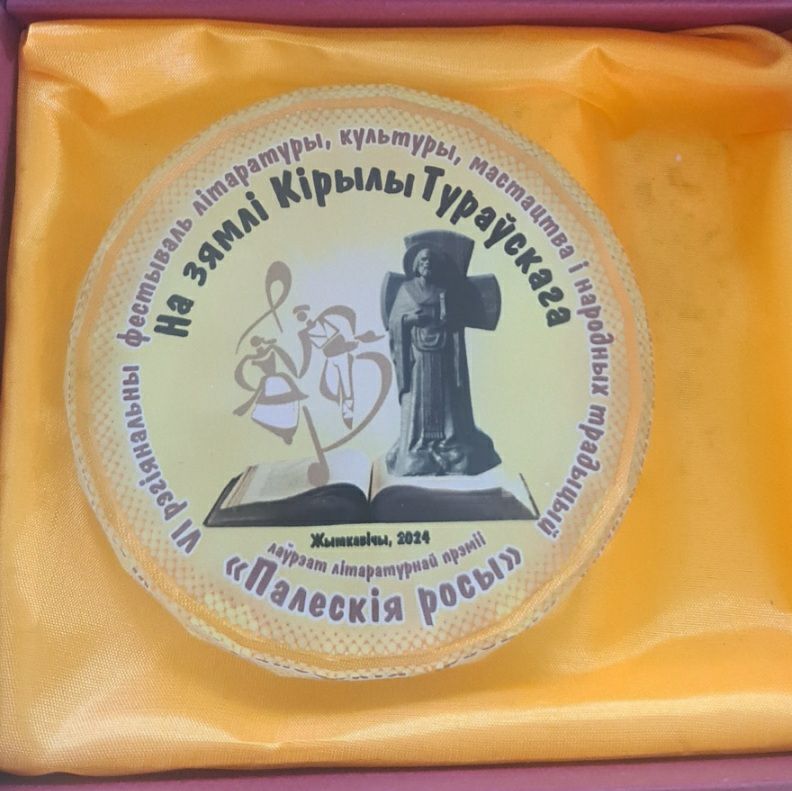 VI рэгіянальны фестываль літаратуры, культуры, мастацтва і народных традыцый
На зямлі Кірылы Тураўскага
Жыткавічы, 2024
лаўрэат літаратурнай прэміі
«Палескія росы»